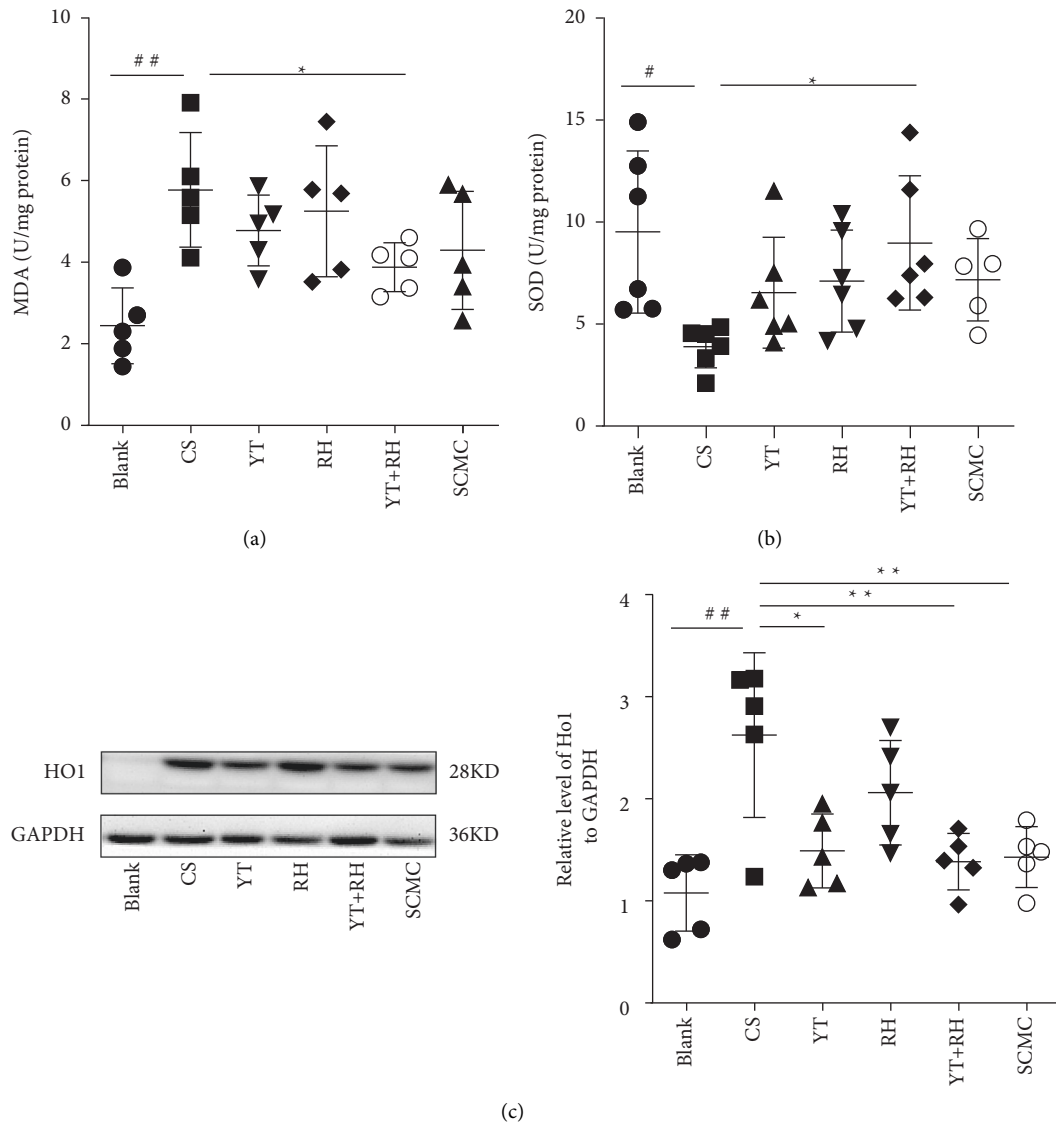 10
8
6
4
2
0
MDA (U/mg protein)
# #
*
Blank
CS
YT
RH
YT+RH
SCMC
(a)
20
15
10
5
0
SOD (U/mg protein)
#
*
Blank
CS
YT
RH
YT+RH
SCMC
(b)
HO1
28KD
GAPDH
36KD
Blank
CS
YT
RH
YT+RH
SCMC
4
3
2
1
0
Relative level of Ho1
to GAPDH
# #
*
* *
* *
Blank
CS
YT
RH
YT+RH
SCMC
(c)